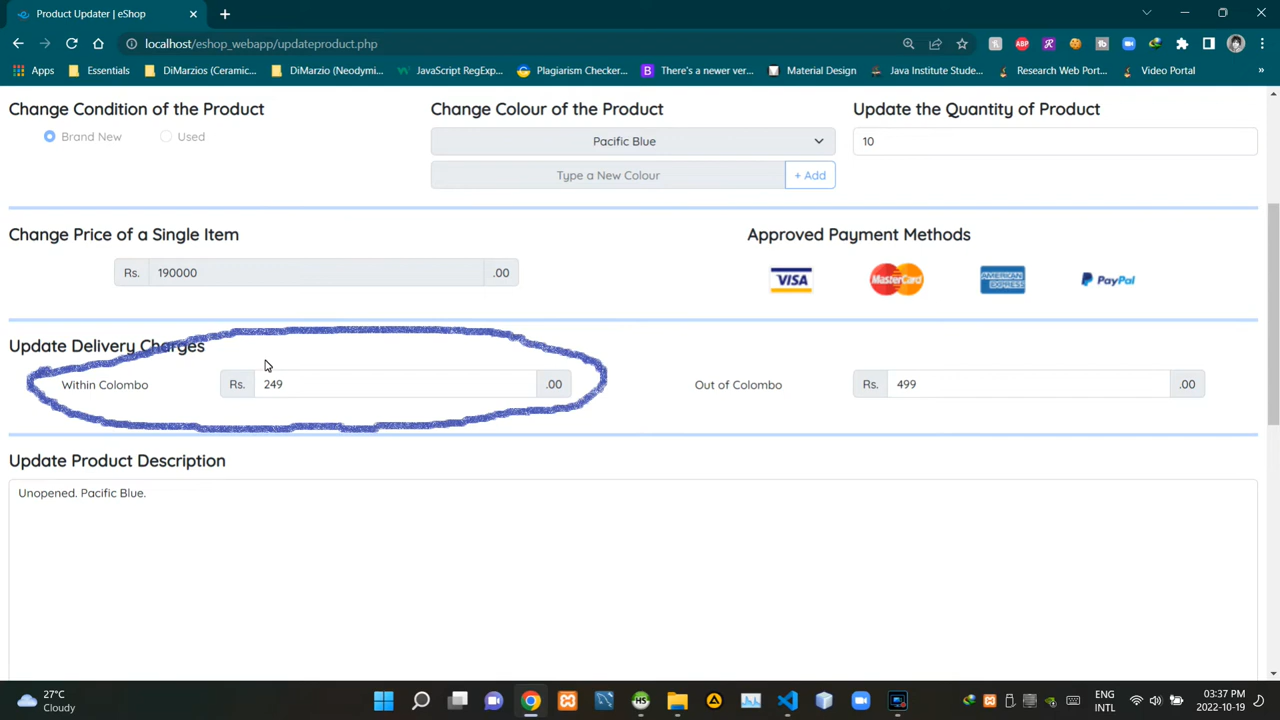 Product Updater | eShop
localhost/eshop_webapp/updateproduct.php
ABP
Apps
Essentials
DiMarzios (Ceramic...
DiMarzio (Neodymi...
JavaScript RegExp...
Plagiarism Checker...
There's a newer ver...
Material Design
Java Institute Stude...
Research Web Port...
Video Portal
»
Change Condition of the Product
Change Colour of the Product
Update the Quantity of Product
Brand New
Used
Pacific Blue
10
Type a New Colour
+ Add
Change Price of a Single Item
Approved Payment Methods
Rs. 190000 .00
VISA
MasterCard
AMERICAN EXPRESS
PayPal
Update Delivery Charges
Within Colombo
Rs. 249 .00
Out of Colombo
Rs. 499 .00
Update Product Description
Unopened. Pacific Blue.
27°C
Cloudy
HS
ENG
INTL
03:37 PM
2022-10-19